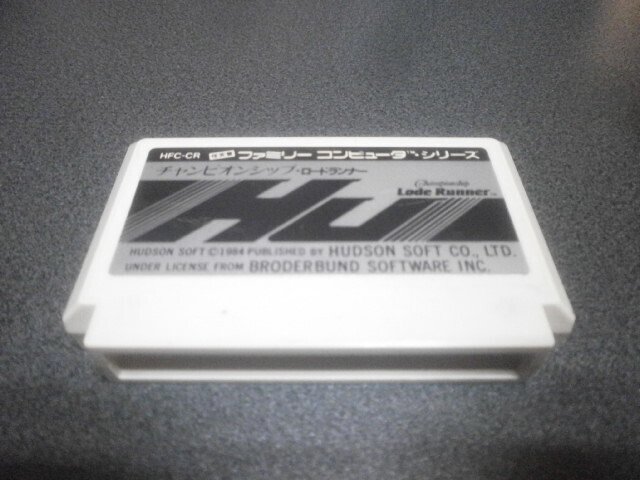 HFC-CR ファミリー コンピュータ™・シリーズ
チャンピオンシップ・ロードランナー
Championship
Lode Runner™
HU
HUDSON SOFT © 1984 PUBLISHED BY HUDSON SOFT CO., LTD.
UNDER LICENSE FROM BRODERBUND SOFTWARE INC.